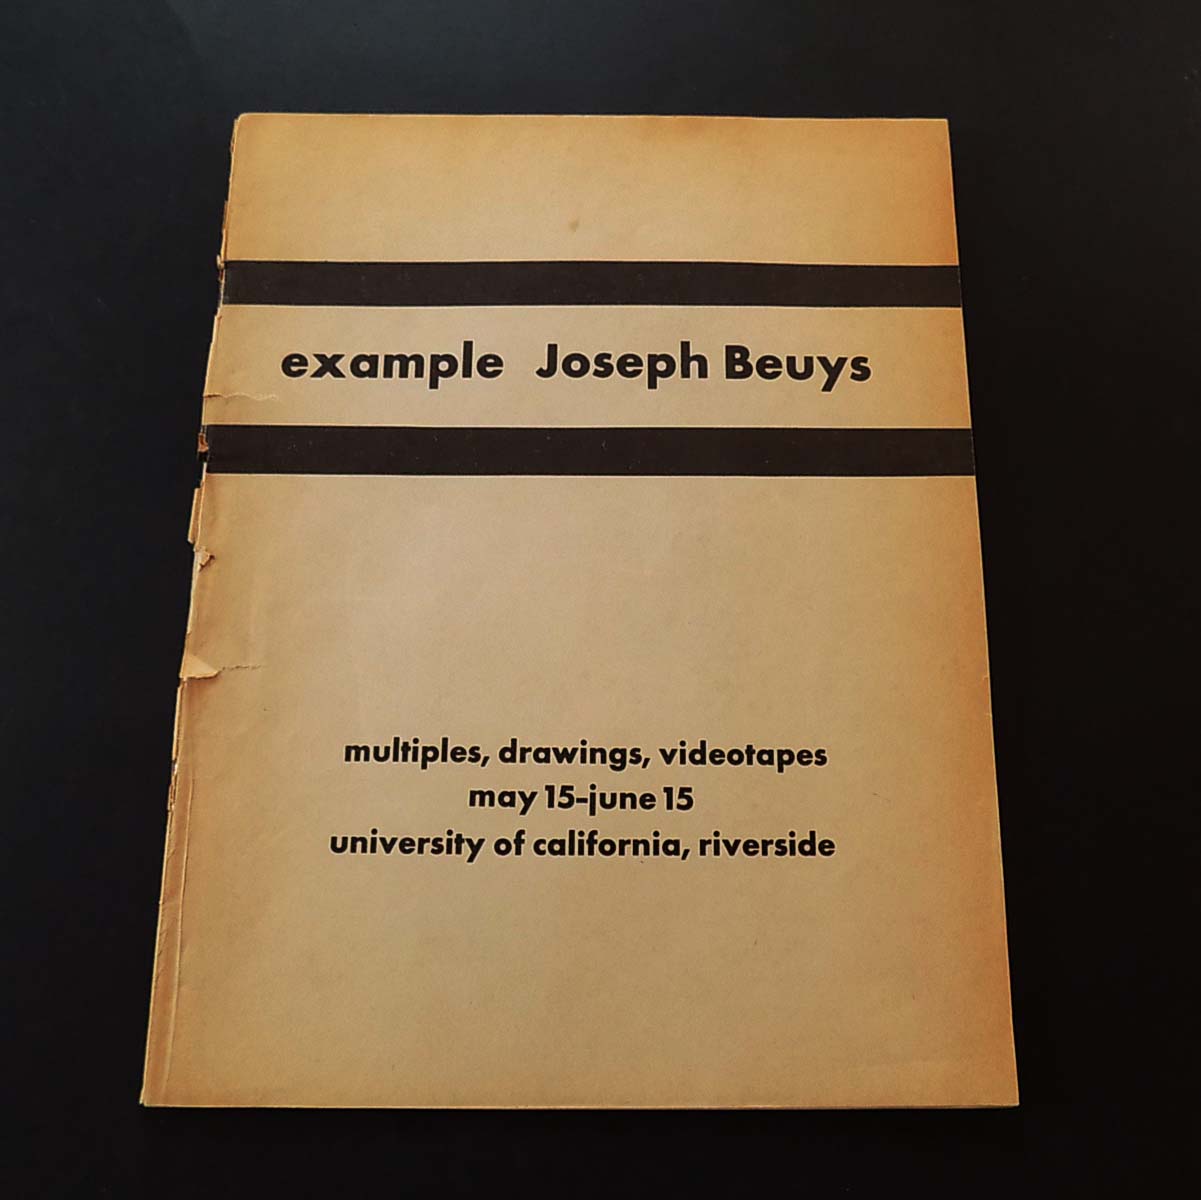 example Joseph Beuys
multiples, drawings, videotapes
may 15-june 15
university of california, riverside